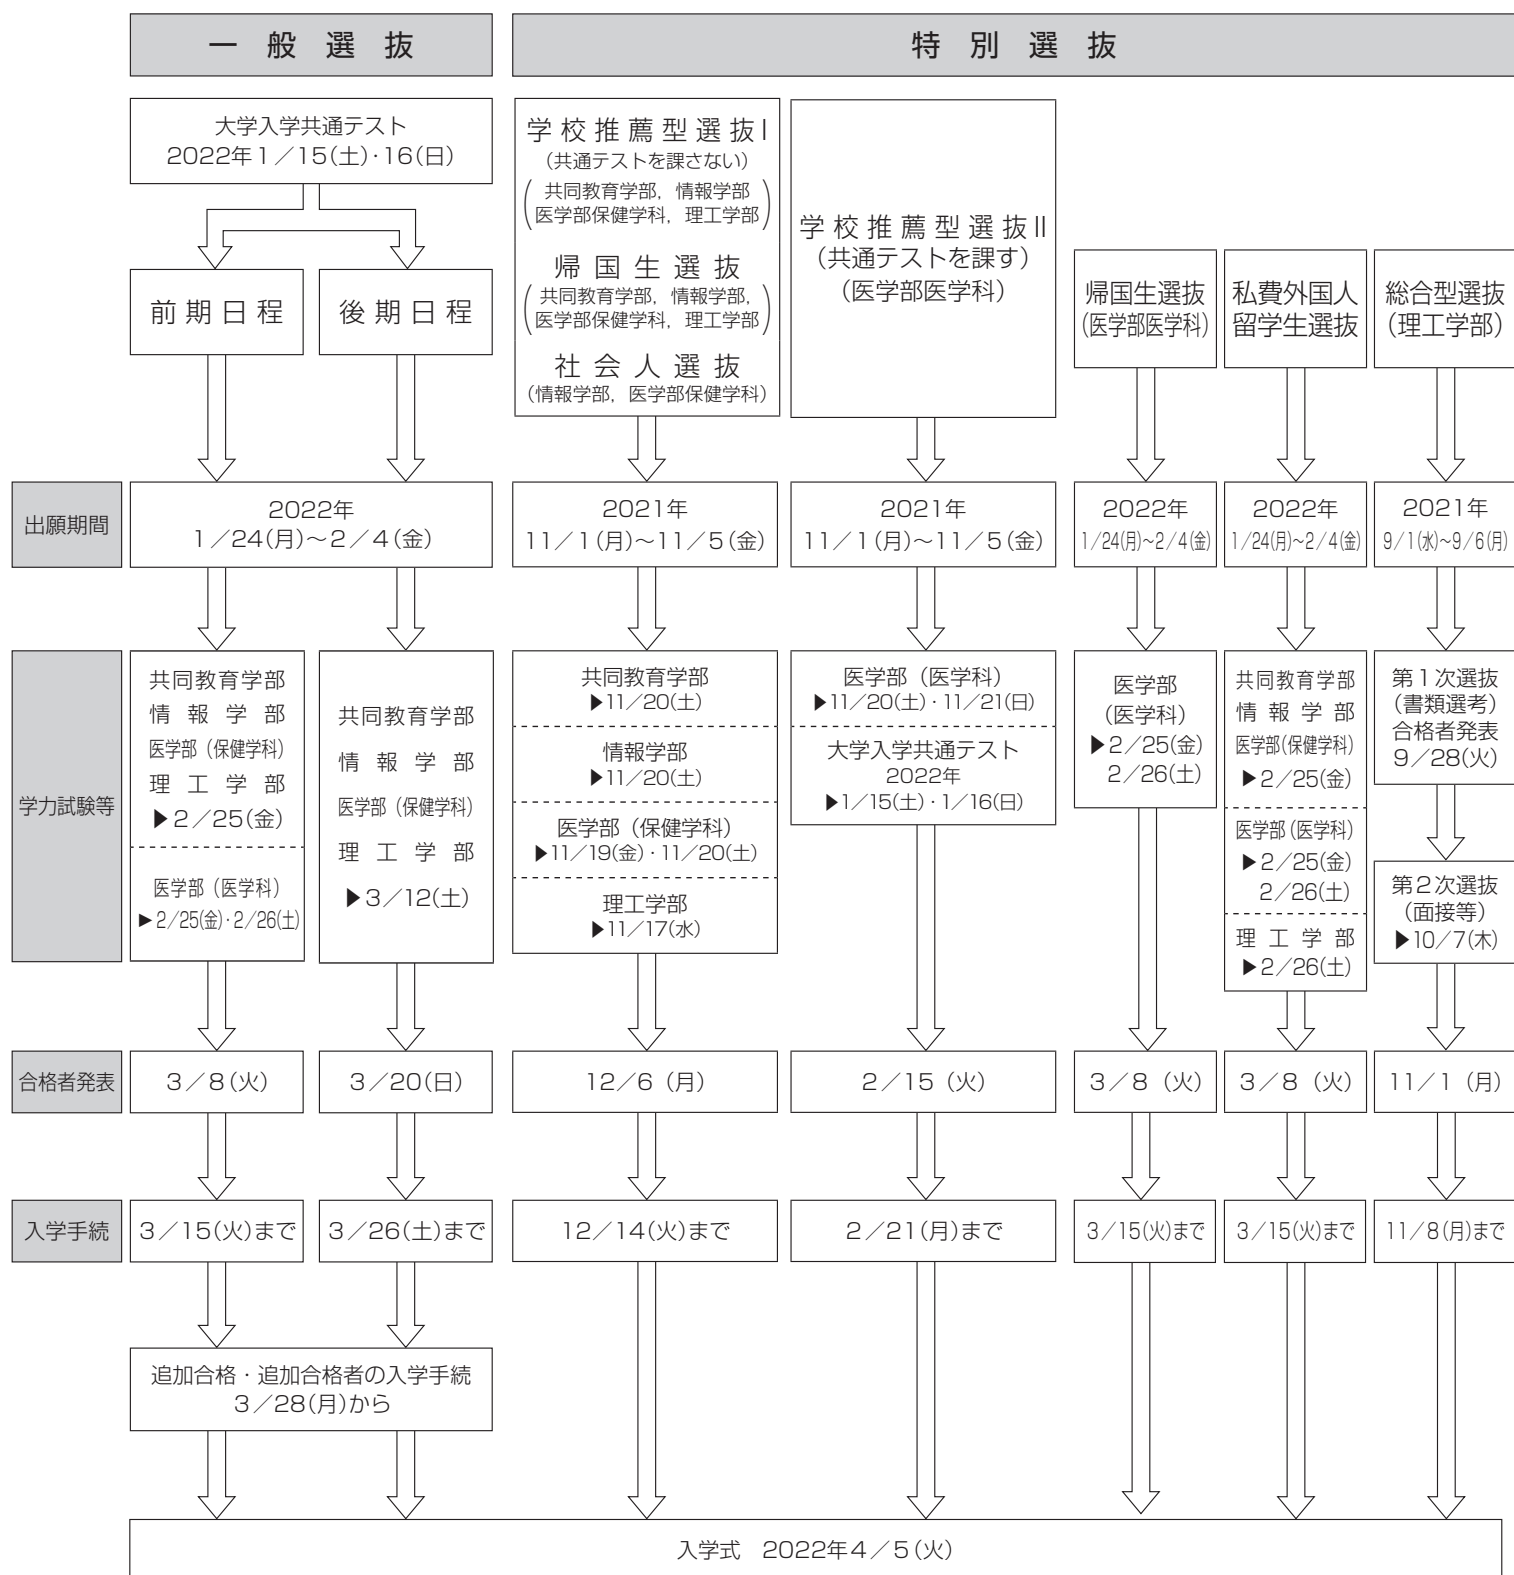 一般選抜
特別選抜
大学入学共通テスト
2022年1／15(土)・16(日)
前期日程
後期日程
学校推薦型選抜Ⅰ
(共通テストを課さない)
(共同教育学部，情報学部
医学部保健学科，理工学部)
帰国生選抜
(共同教育学部，情報学部，
医学部保健学科，理工学部)
社会人選抜
(情報学部，医学部保健学科)
学校推薦型選抜Ⅱ
(共通テストを課す)
(医学部医学科)
帰国生選抜
(医学部医学科)
私費外国人
留学生選抜
総合型選抜
(理工学部)
出願期間
2022年
1／24(月)～2／4(金)
2021年
11／1(月)～11／5(金)
2021年
11／1(月)～11／5(金)
2022年
1／24(月)～2／4(金)
2022年
1／24(月)～2／4(金)
2021年
9／1(水)～9／6(月)
学力試験等
共同教育学部
情報学部
医学部（保健学科）
理工学部
▶2／25(金)
医学部（医学科）
▶2／25(金)・2／26(土)
共同教育学部
情報学部
医学部（保健学科）
理工学部
▶3／12(土)
共同教育学部
▶11／20(土)
情報学部
▶11／20(土)
医学部（保健学科）
▶11／19(金)・11／20(土)
理工学部
▶11／17(水)
医学部（医学科）
▶11／20(土)・11／21(日)
大学入学共通テスト
2022年
▶1／15(土)・1／16(日)
医学部
(医学科)
▶2／25(金)
2／26(土)
共同教育学部
情報学部
医学部(保健学科)
▶2／25(金)
医学部(医学科)
▶2／25(金)
2／26(土)
理工学部
▶2／26(土)
第1次選抜
(書類選考)
合格者発表
9／28(火)
第2次選抜
(面接等)
▶10／7(木)
合格者発表
3／8(火)
3／20(日)
12／6（月）
2／15（火）
3／8（火）
3／8（火）
11／1（月）
入学手続
3／15(火)まで
3／26(土)まで
12／14(火)まで
2／21(月)まで
3／15(火)まで
3／15(火)まで
11／8(月)まで
追加合格・追加合格者の入学手続
3／28(月)から
入学式　2022年4／5(火)